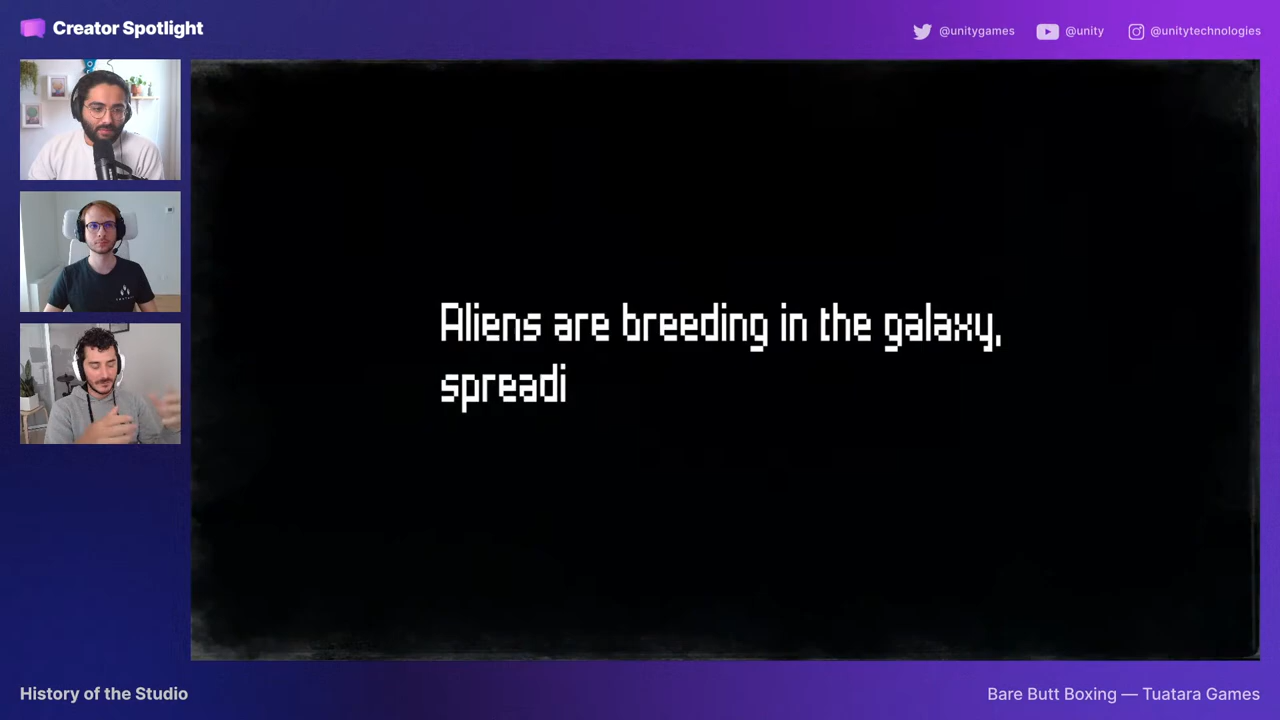 Creator Spotlight
@unitygames
@unity
@unitytechnologies
Aliens are breeding in the galaxy,
spreadi
History of the Studio
Bare Butt Boxing — Tuatara Games